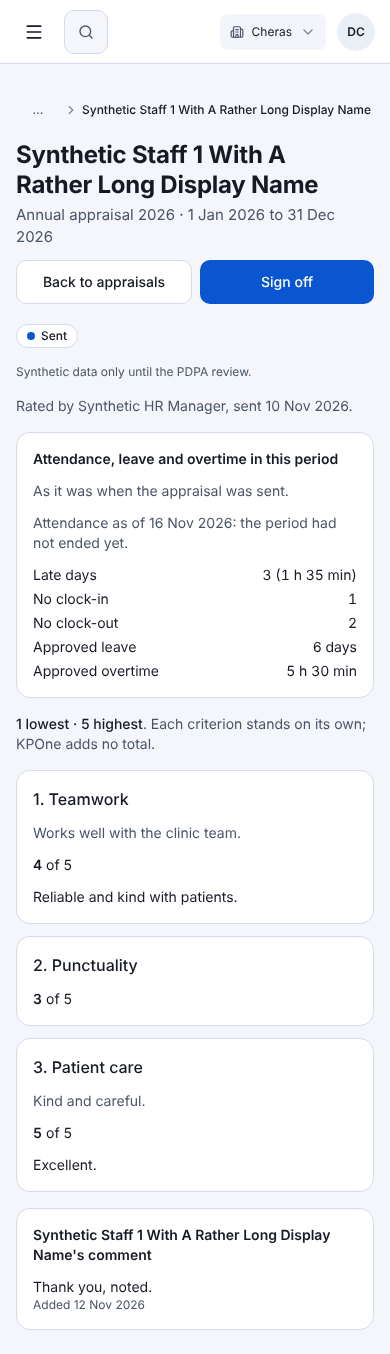 Cheras
DC
...
Synthetic Staff 1 With A Rather Long Display Name
Synthetic Staff 1 With A
Rather Long Display Name
Annual appraisal 2026 · 1 Jan 2026 to 31 Dec
2026
Back to appraisals
Sign off
Sent
Synthetic data only until the PDPA review.
Rated by Synthetic HR Manager, sent 10 Nov 2026.
Attendance, leave and overtime in this period
As it was when the appraisal was sent.
Attendance as of 16 Nov 2026: the period had
not ended yet.
Late days 3 (1 h 35 min)
No clock-in 1
No clock-out 2
Approved leave 6 days
Approved overtime 5 h 30 min
1 lowest · 5 highest. Each criterion stands on its own;
KPOne adds no total.
1. Teamwork
Works well with the clinic team.
4 of 5
Reliable and kind with patients.
2. Punctuality
3 of 5
3. Patient care
Kind and careful.
5 of 5
Excellent.
Synthetic Staff 1 With A Rather Long Display
Name's comment
Thank you, noted.
Added 12 Nov 2026